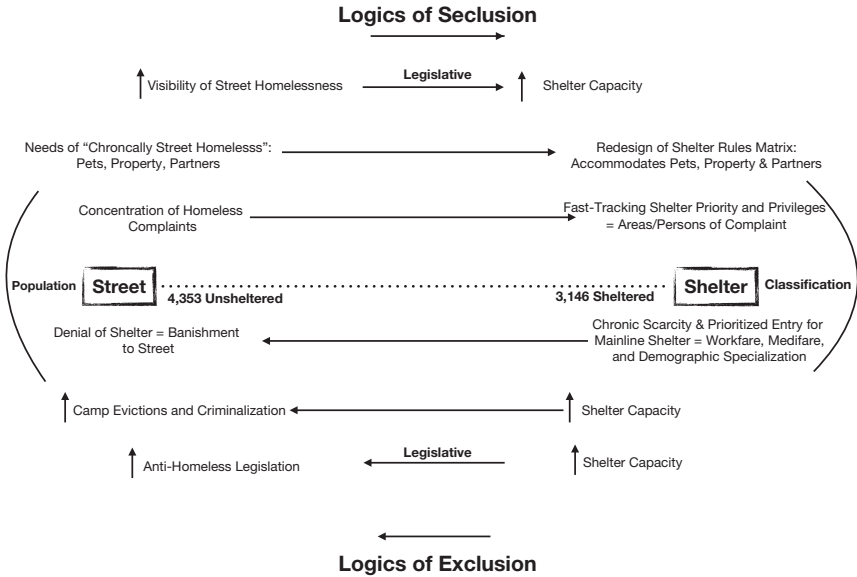 Logics of Seclusion
Legislative
Visibility of Street Homelessness
Shelter Capacity
Needs of “Chroncally Street Homelesss”:
Pets, Property, Partners
Redesign of Shelter Rules Matrix:
Accommodates Pets, Property & Partners
Concentration of Homeless
Complaints
Fast-Tracking Shelter Priority and Privileges
= Areas/Persons of Complaint
Population
Street
4,353 Unsheltered
3,146 Sheltered
Shelter
Classification
Denial of Shelter = Banishment
to Street
Chronic Scarcity & Prioritized Entry for
Mainline Shelter = Workfare, Medifare,
and Demographic Specialization
Camp Evictions and Criminalization
Shelter Capacity
Legislative
Anti-Homeless Legislation
Shelter Capacity
Logics of Exclusion